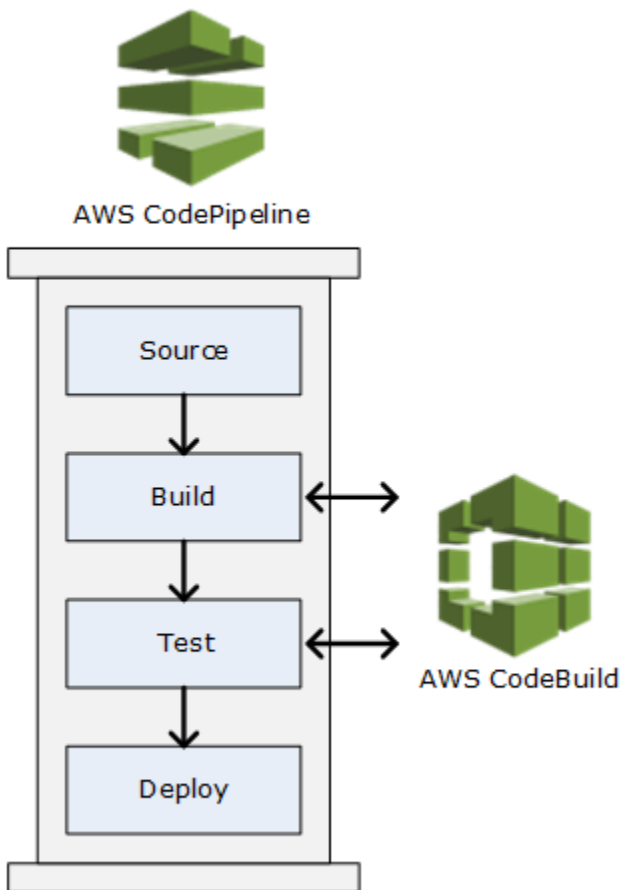 AWS CodePipeline
Source
Build
Test
AWS CodeBuild
Deploy